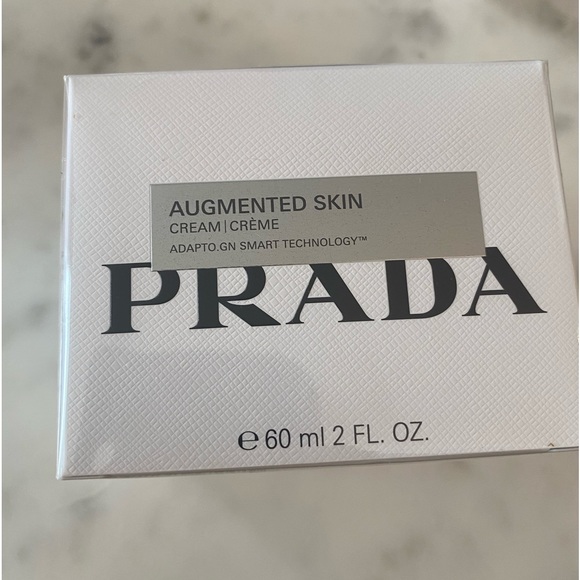 AUGMENTED SKIN
CREAM|CRÈME
ADAPTO.GN SMART TECHNOLOGY™
PRADA
℮ 60 ml 2 FL. OZ.